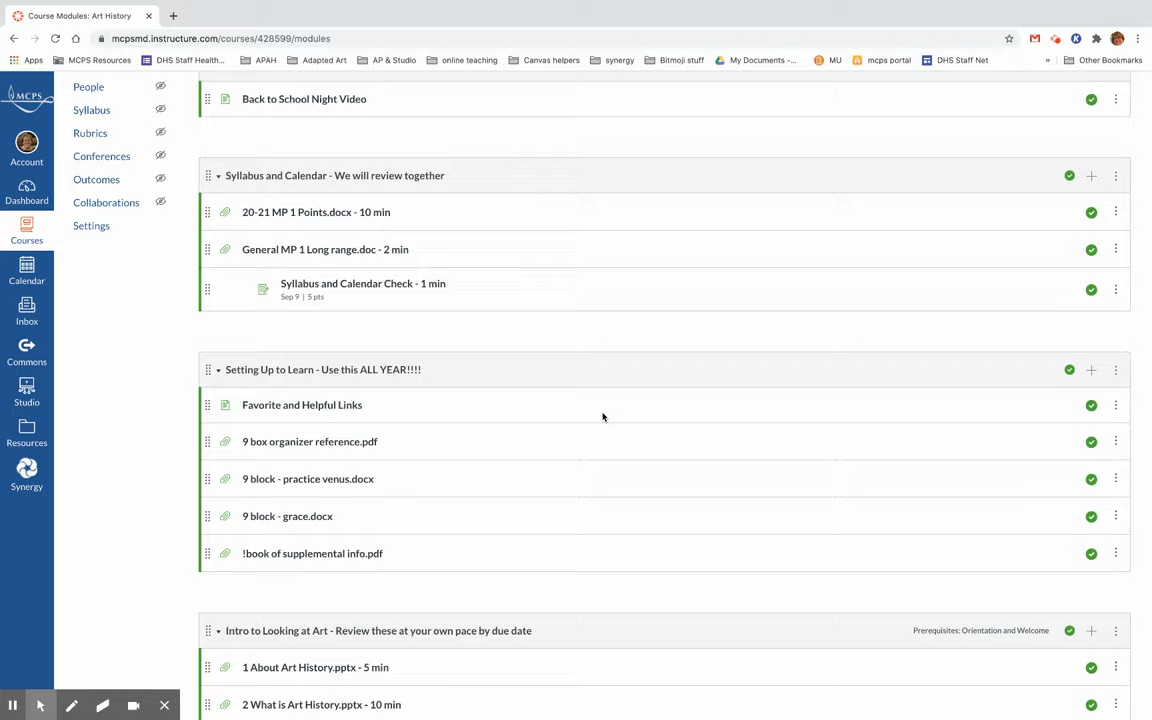 Course Modules: Art History
mcpsmd.instructure.com/courses/428599/modules
Apps
MCPS Resources
DHS Staff Health...
APAH
Adapted Art
AP & Studio
online teaching
Canvas helpers
synergy
Bitmoji stuff
My Documents -...
MU
mcps portal
DHS Staff Net
»
Other Bookmarks
MCPS
Account
Dashboard
Courses
Calendar
Inbox
Commons
Studio
Resources
Synergy
People
Syllabus
Rubrics
Conferences
Outcomes
Collaborations
Settings
Back to School Night Video
Syllabus and Calendar - We will review together
20-21 MP 1 Points.docx - 10 min
General MP 1 Long range.doc - 2 min
Syllabus and Calendar Check - 1 min
Sep 9 | 5 pts
Setting Up to Learn - Use this ALL YEAR!!!!
Favorite and Helpful Links
9 box organizer reference.pdf
9 block - practice venus.docx
9 block - grace.docx
!book of supplemental info.pdf
Intro to Looking at Art - Review these at your own pace by due date
Prerequisites: Orientation and Welcome
1 About Art History.pptx - 5 min
2 What is Art History.pptx - 10 min